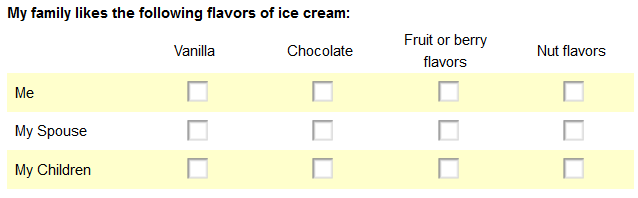 My family likes the following flavors of ice cream:
Vanilla Chocolate Fruit or berry flavors Nut flavors
Me
My Spouse
My Children